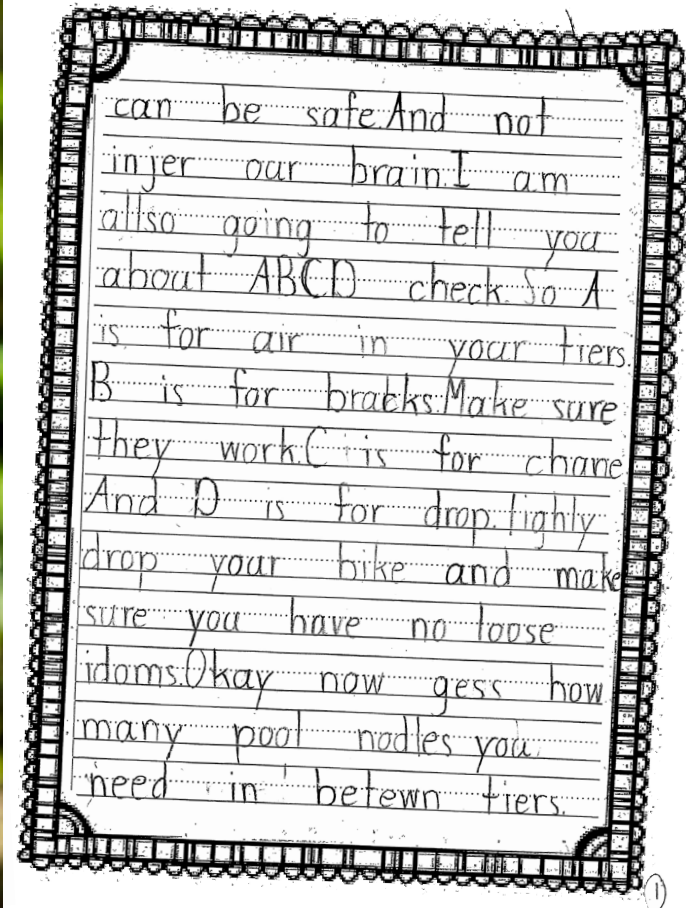 can be safe. And not
injer our brain. I am
allso going to tell you
about ABCD check. So A
is for air in your tiers.
B is for bracks. Make sure
they work. C is for chane
And D is for drop. lighly
drop your bike and make
sure you have no loose
idoms. Okay now gess how
many pool nodles you
need in betewn tiers.
1